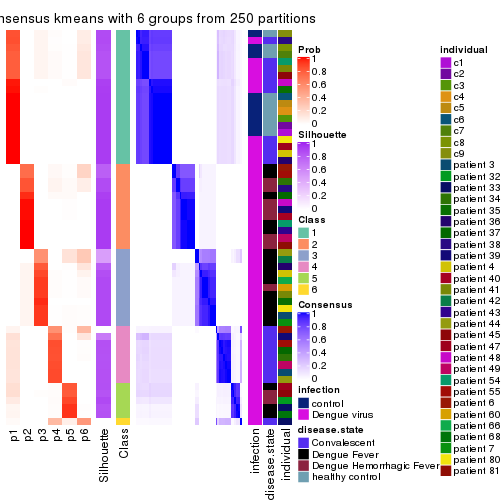 nsensus kmeans with 6 groups from 250 partitions
Prob
1
0.8
0.6
0.4
0.2
0
Silhouette
1
0.8
0.6
0.4
0.2
0
Class
1
2
3
4
5
6
Consensus
1
0.8
0.6
0.4
0.2
0
infection
control
Dengue virus
disease.state
Convalescent
Dengue Fever
Dengue Hemorrhagic Fever
healthy control
individual
c1
c2
c3
c4
c5
c6
c7
c8
c9
patient 3
patient 32
patient 33
patient 34
patient 35
patient 36
patient 37
patient 38
patient 39
patient 4
patient 40
patient 41
patient 42
patient 43
patient 44
patient 45
patient 47
patient 48
patient 49
patient 54
patient 55
patient 6
patient 60
patient 66
patient 68
patient 7
patient 80
patient 81
p1
p2
p3
p4
p5
p6
Silhouette
Class
infection
disease.state
individual